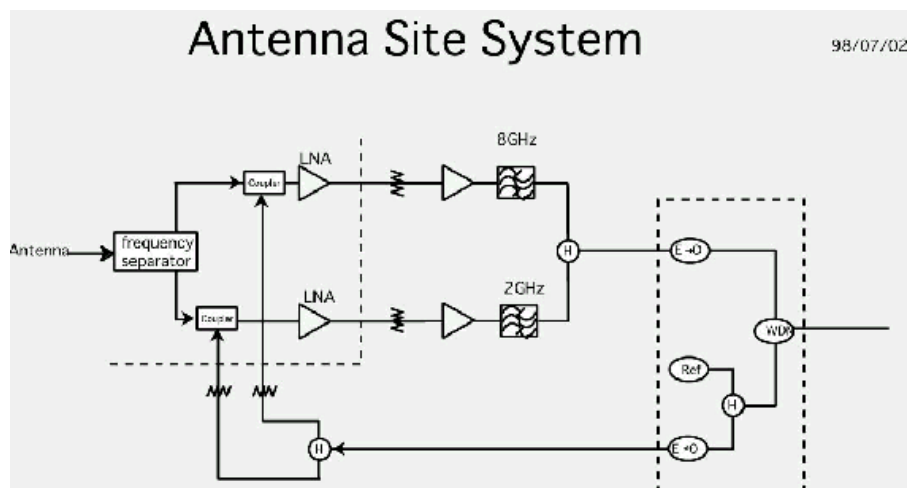 Antenna Site System
98/07/02
8GHz
LNA
Coupler
Antenna
frequency
separator
H
E→O
LNA
2GHz
Coupler
WDM
Ref
H
H
E→O